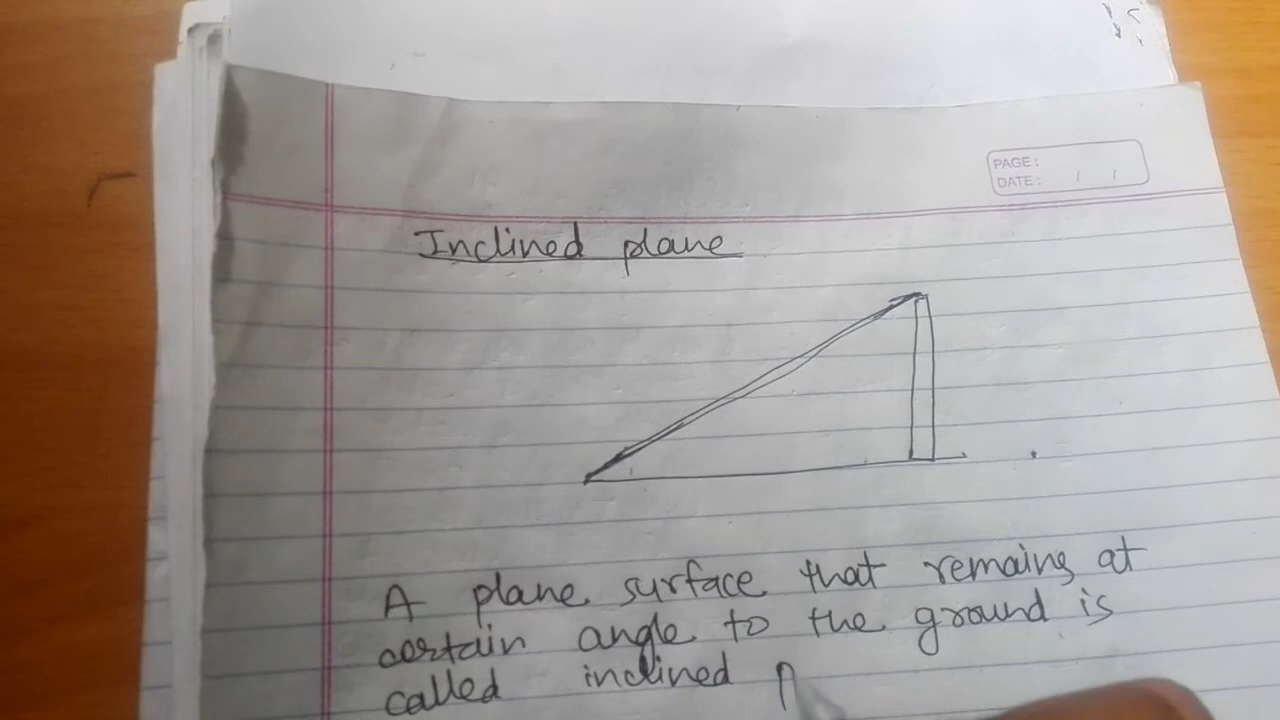 PAGE:
DATE: / /
Inclined plane
A plane surface that remains at
certain angle to the ground is
called inclined p